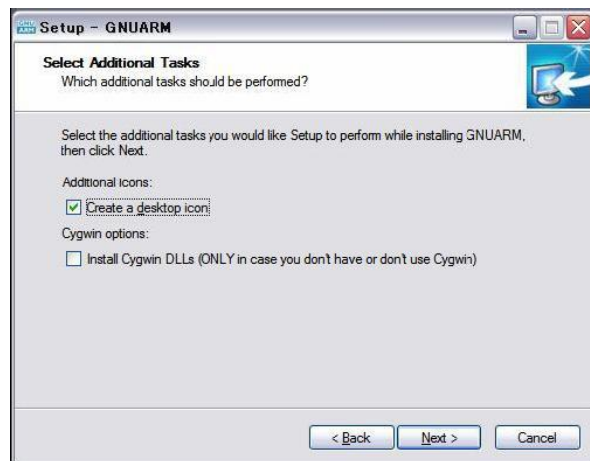 Setup - GNUARM
Select Additional Tasks
Which additional tasks should be performed?
Select the additional tasks you would like Setup to perform while installing GNUARM,
then click Next.
Additional icons:
Create a desktop icon
Cygwin options:
Install Cygwin DLLs (ONLY in case you don't have or don't use Cygwin)
< Back
Next >
Cancel